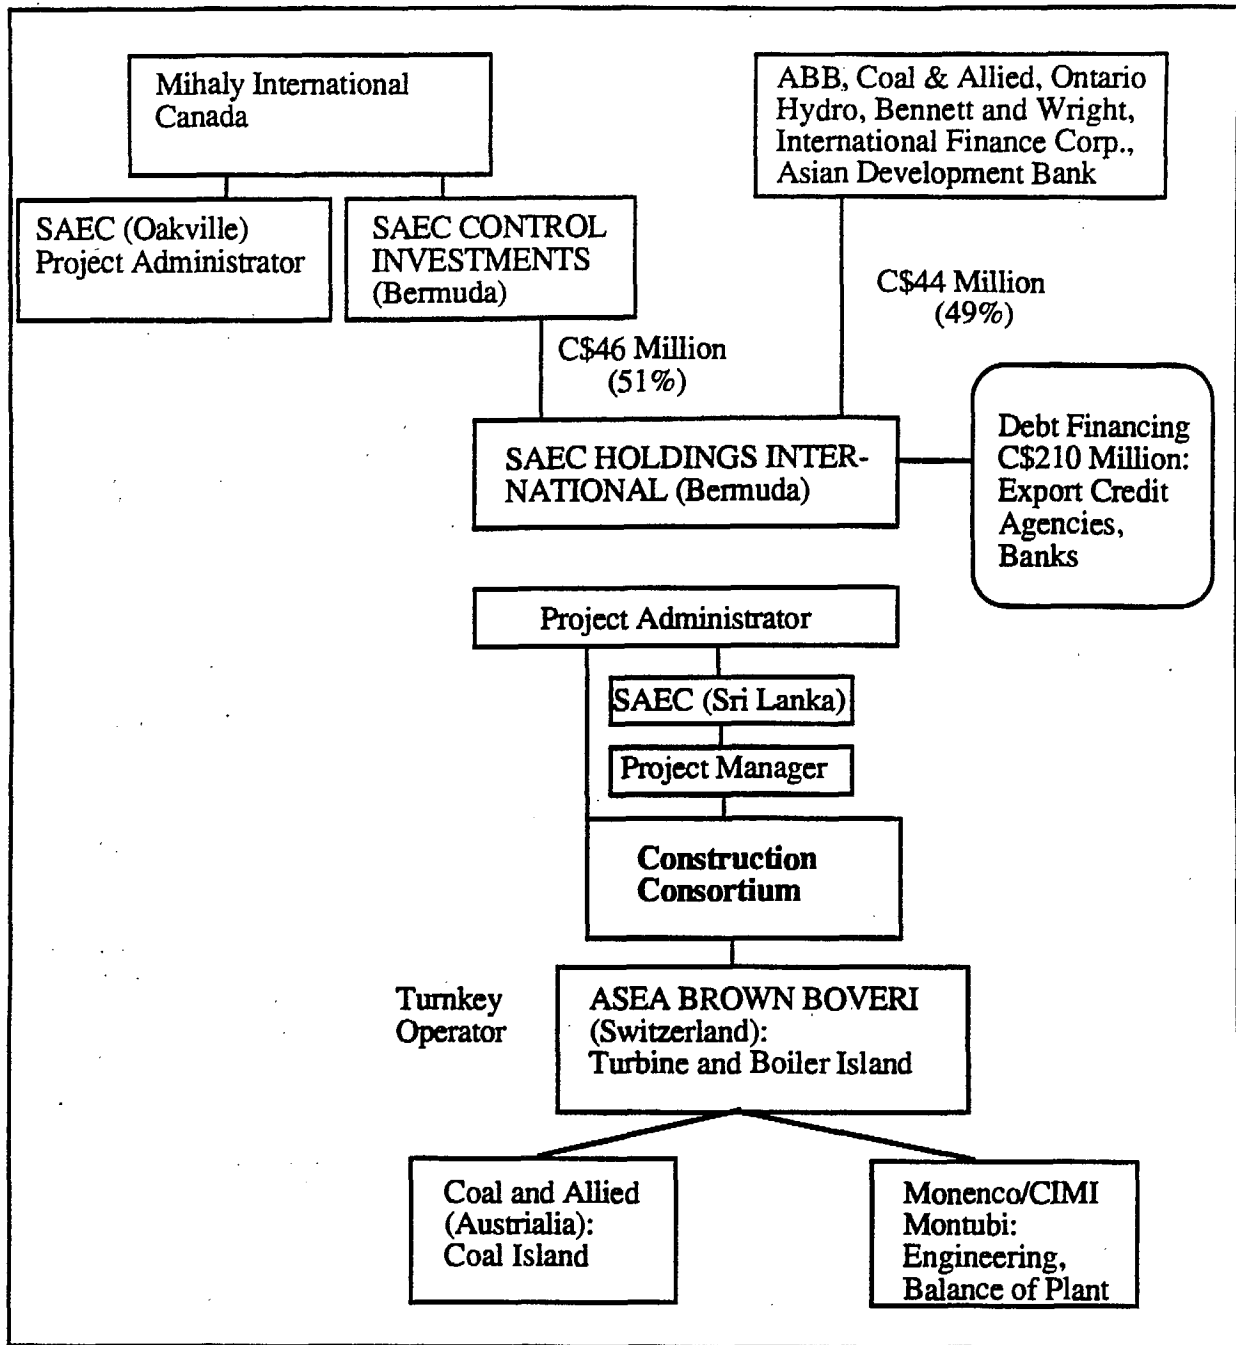 Mihaly International
Canada
ABB, Coal & Allied, Ontario
Hydro, Bennett and Wright,
International Finance Corp.,
Asian Development Bank
SAEC (Oakville)
Project Administrator
SAEC CONTROL
INVESTMENTS
(Bermuda)
C$44 Million
(49%)
C$46 Million
(51%)
SAEC HOLDINGS INTER-
NATIONAL (Bermuda)
Debt Financing
C$210 Million:
Export Credit
Agencies,
Banks
Project Administrator
SAEC (Sri Lanka)
Project Manager
Construction
Consortium
Turnkey
Operator
ASEA BROWN BOVERI
(Switzerland):
Turbine and Boiler Island
Coal and Allied
(Austrialia):
Coal Island
Monenco/CIMI
Montubi:
Engineering,
Balance of Plant